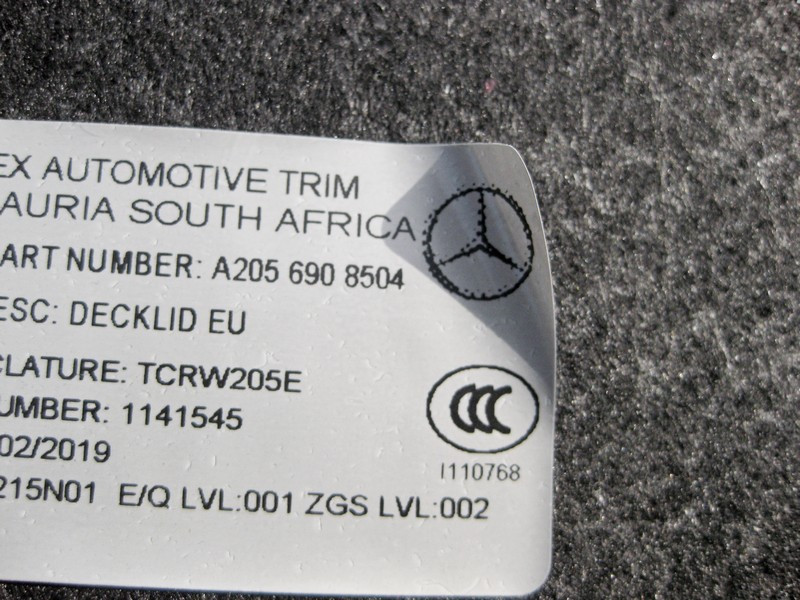 EX AUTOMOTIVE TRIM
AURIA SOUTH AFRICA
ART NUMBER: A205 690 8504
ESC: DECKLID EU
CLATURE: TCRW205E
UMBER: 1141545
02/2019
CCC
I110768
215N01 E/Q LVL:001 ZGS LVL:002